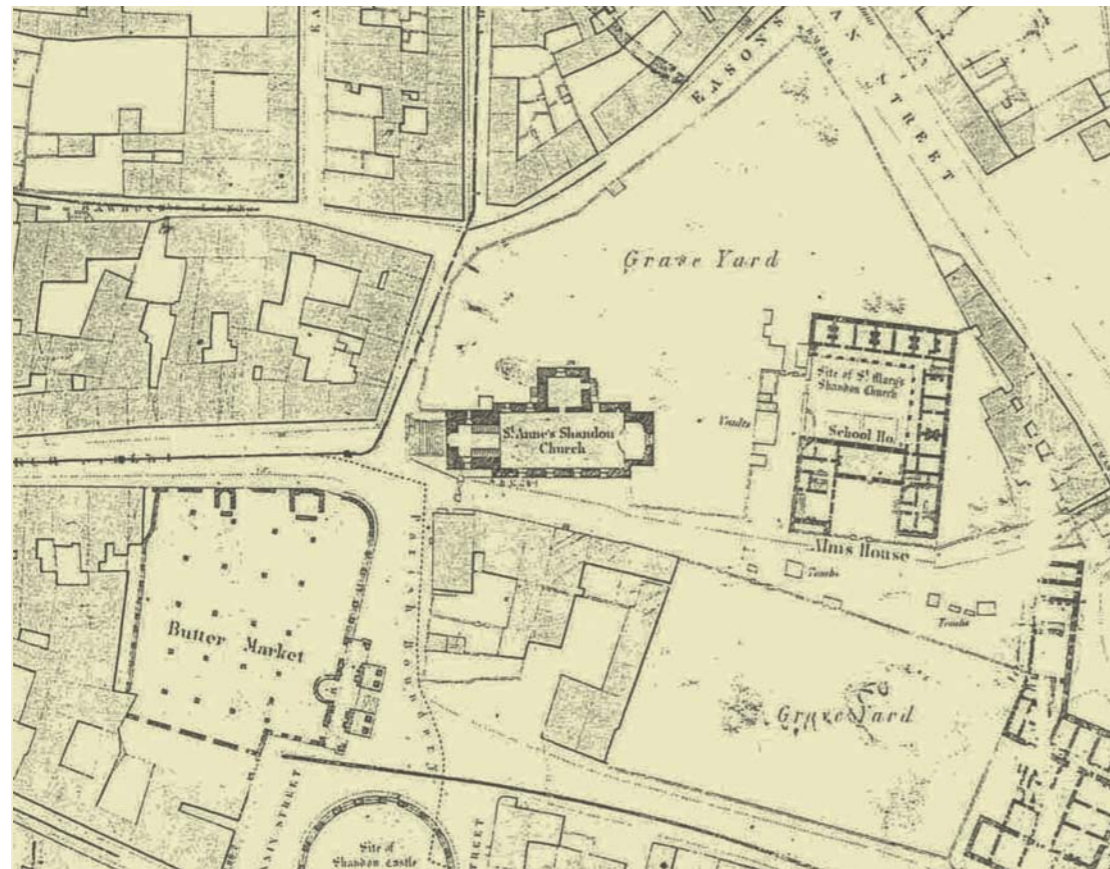 EASONS
STREET
Grave Yard
Site of St. Mary's
Shandon Church
Vaults
School Ho.
St. Anne's Shandon
Church
Alms House
Tombs
Tombs
Butter Market
PARISH BOUNDARY
Grave Yard
STREET
STREET
Site of
Shandon Castle